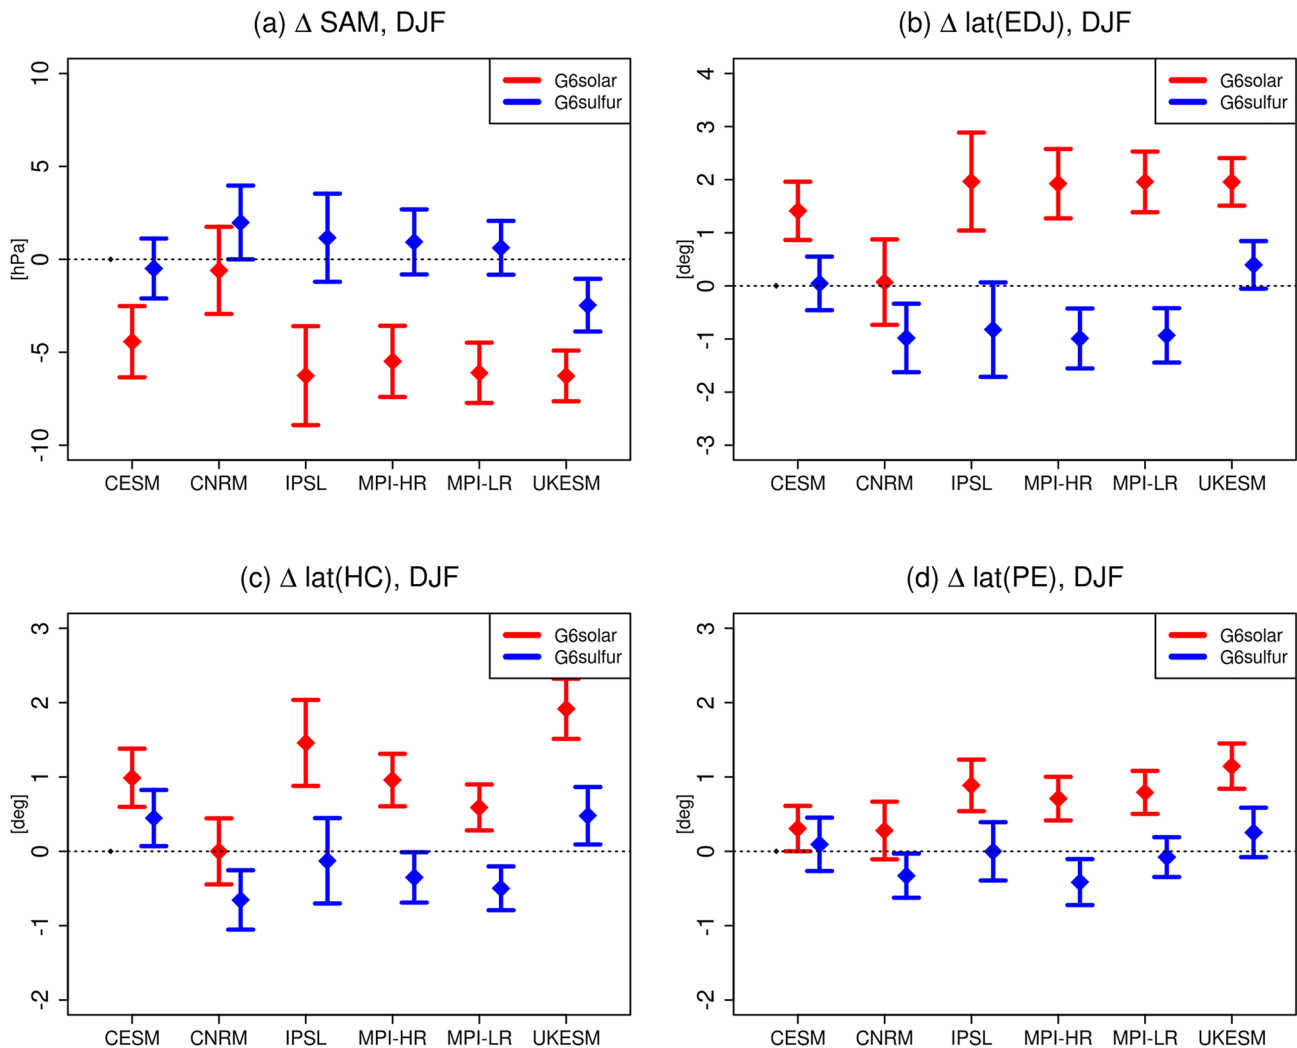 (a) Δ SAM, DJF
10
5
0
-5
-10
[hPa]
G6solar
G6sulfur
CESM CNRM IPSL MPI-HR MPI-LR UKESM
(b) Δ lat(EDJ), DJF
4
3
2
1
0
-1
-2
-3
[deg]
G6solar
G6sulfur
CESM CNRM IPSL MPI-HR MPI-LR UKESM
(c) Δ lat(HC), DJF
3
2
1
0
-1
-2
[deg]
G6solar
G6sulfur
CESM CNRM IPSL MPI-HR MPI-LR UKESM
(d) Δ lat(PE), DJF
3
2
1
0
-1
-2
[deg]
G6solar
G6sulfur
CESM CNRM IPSL MPI-HR MPI-LR UKESM